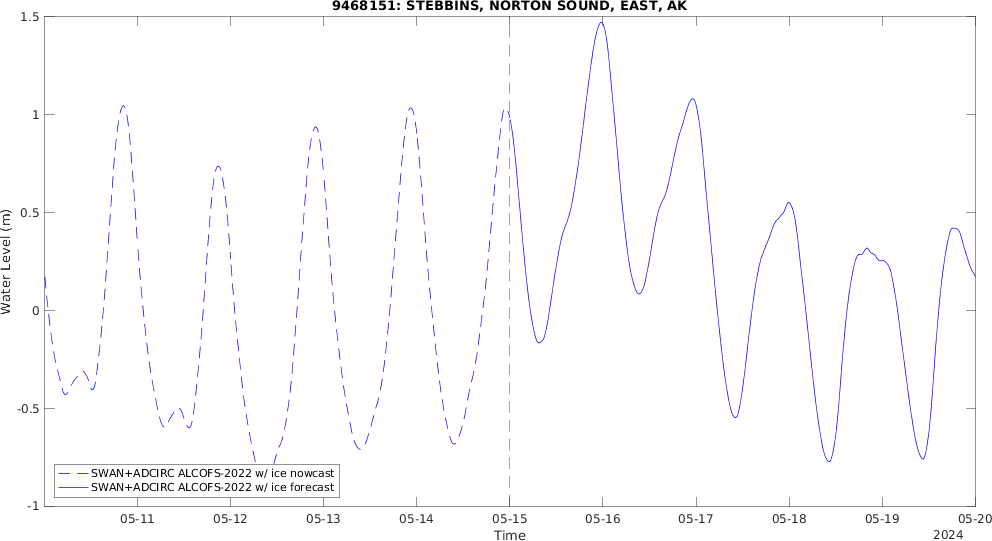 9468151: STEBBINS, NORTON SOUND, EAST, AK
Water Level (m)
1.5
1
0.5
0
-0.5
-1
SWAN+ADCIRC ALCOFS-2022 w/ ice nowcast
SWAN+ADCIRC ALCOFS-2022 w/ ice forecast
05-11 05-12 05-13 05-14 05-15 05-16 05-17 05-18 05-19 05-20
Time
2024